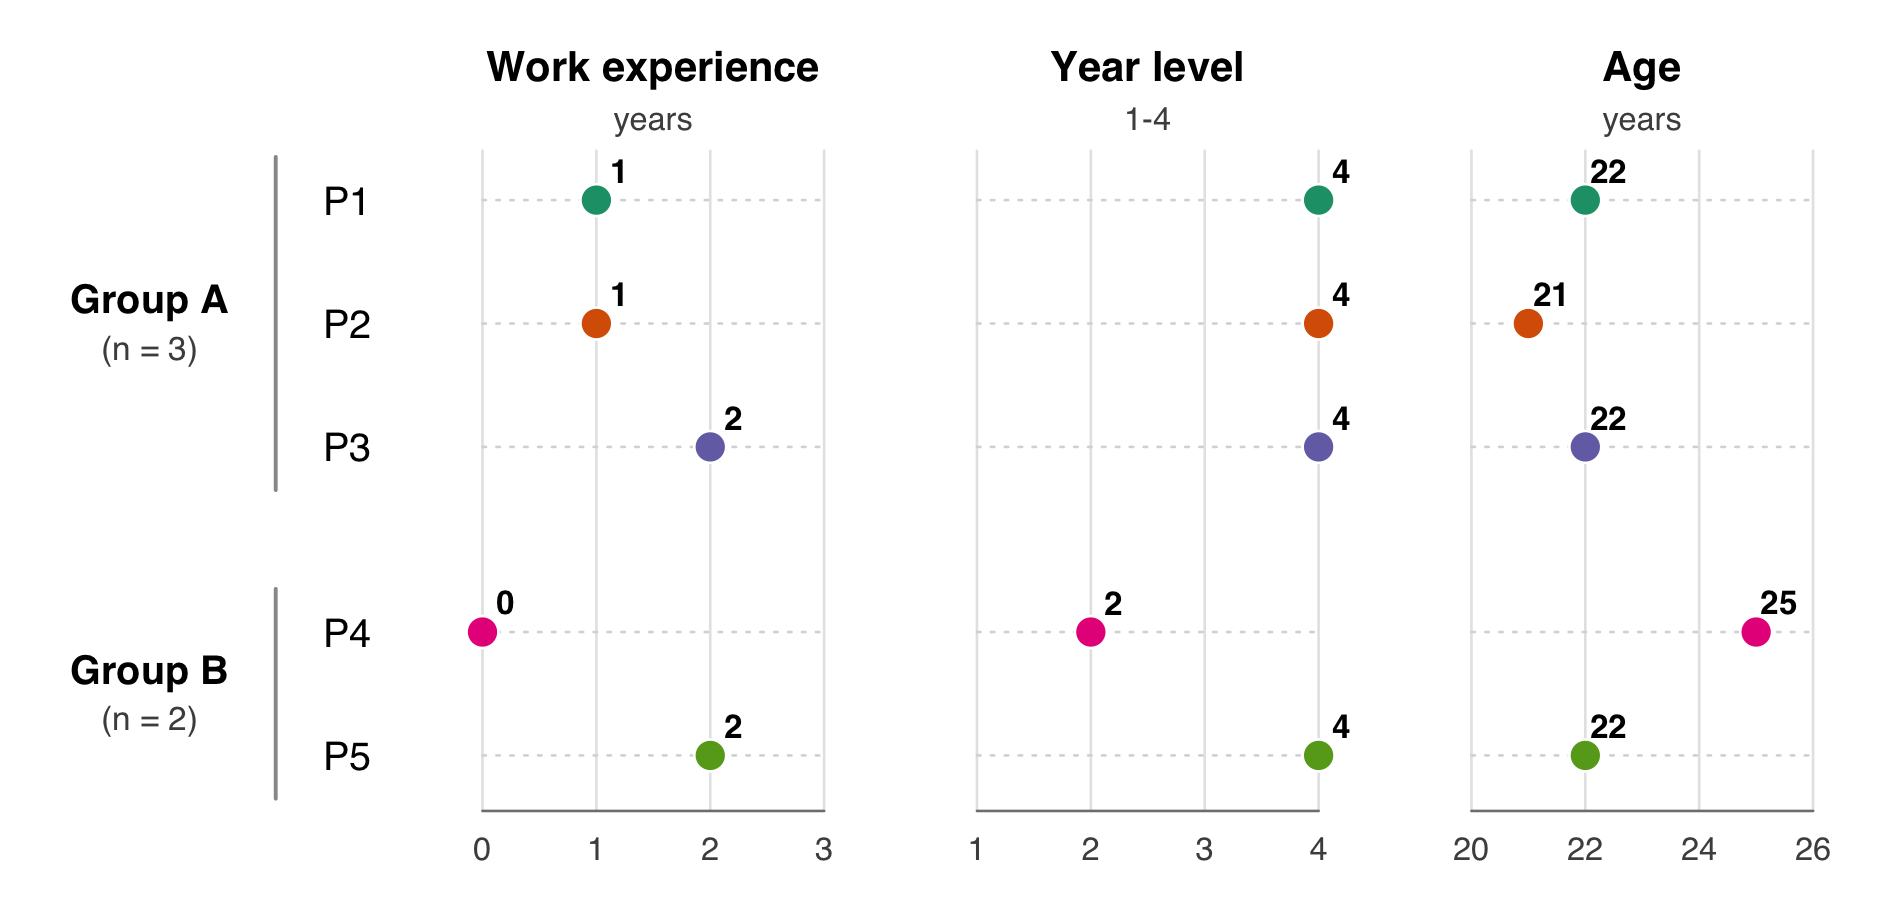 Work experience Year level Age
years 1-4 years
P1 1 4 22
Group A
(n = 3)
P2 1 4 21
P3 2 4 22
P4 0 2 25
Group B
(n = 2)
P5 2 4 22
0 1 2 3 1 2 3 4 20 22 24 26